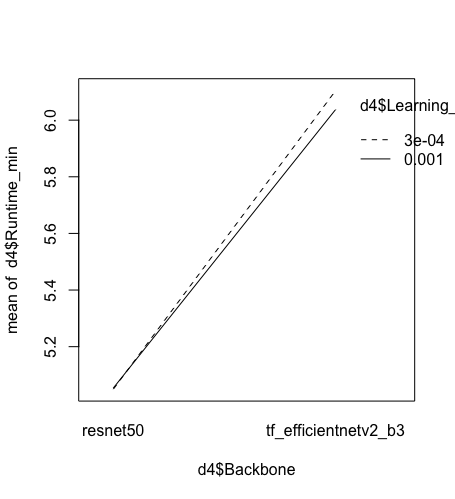 mean of  d4$Runtime_min
6.0
5.8
5.6
5.4
5.2
d4$Learning_
3e-04
0.001
resnet50
tf_efficientnetv2_b3
d4$Backbone